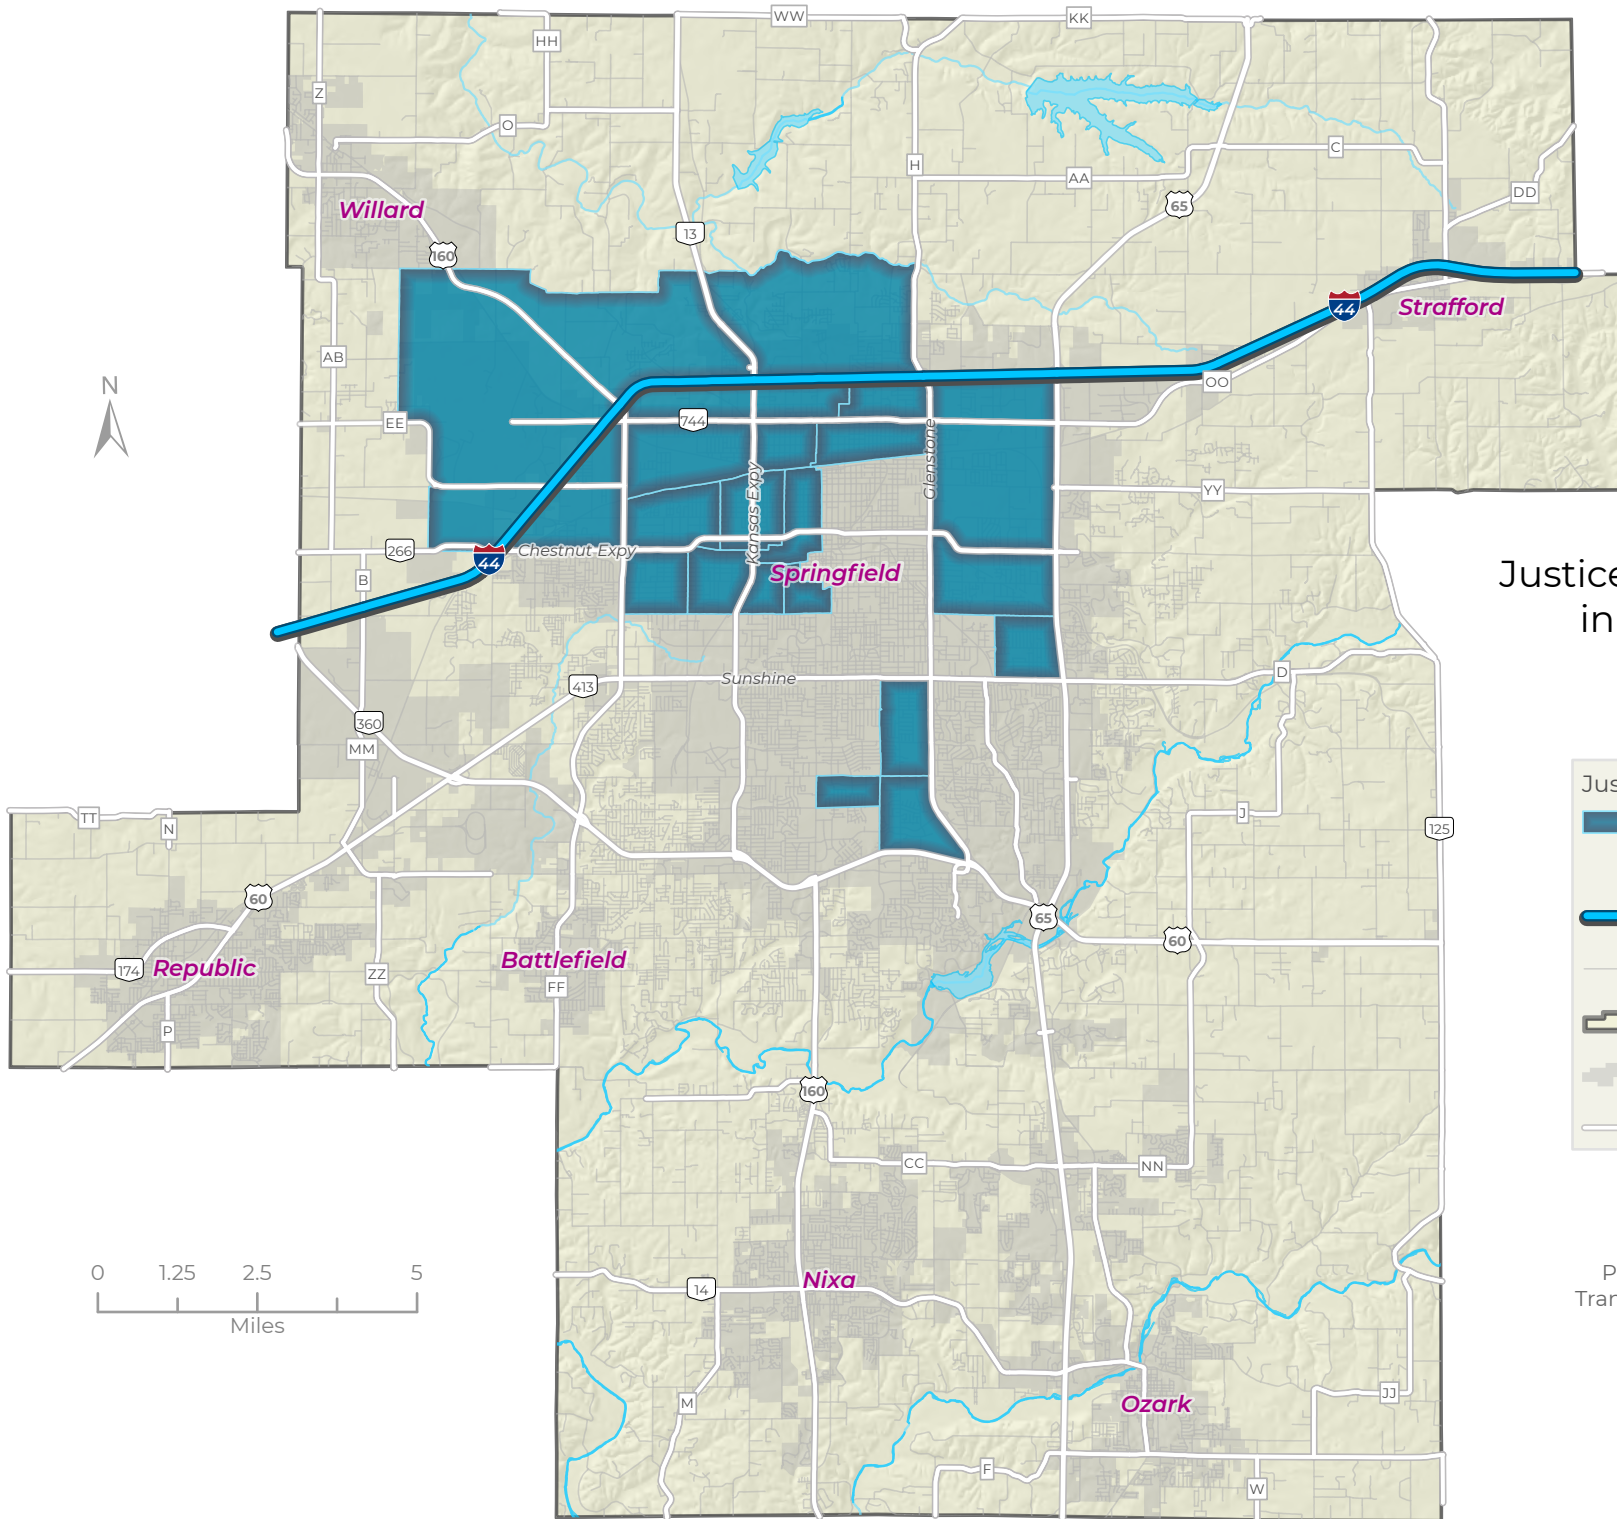 WW
KK
HH
Z
O
H
C
AA
DD
65
Willard
13
160
44
Strafford
N
AB
OO
EE
744
Glenstone
Kansas Expy
YY
266
Chestnut Expy
44
B
Springfield
Justice
in
D
Sunshine
413
360
MM
Jus
TT
N
J
125
60
65
60
174
Republic
Battlefield
ZZ
FF
P
160
CC
NN
0 1.25 2.5 5
Miles
Nixa
14
P
Tran
M
Ozark
JJ
F
W